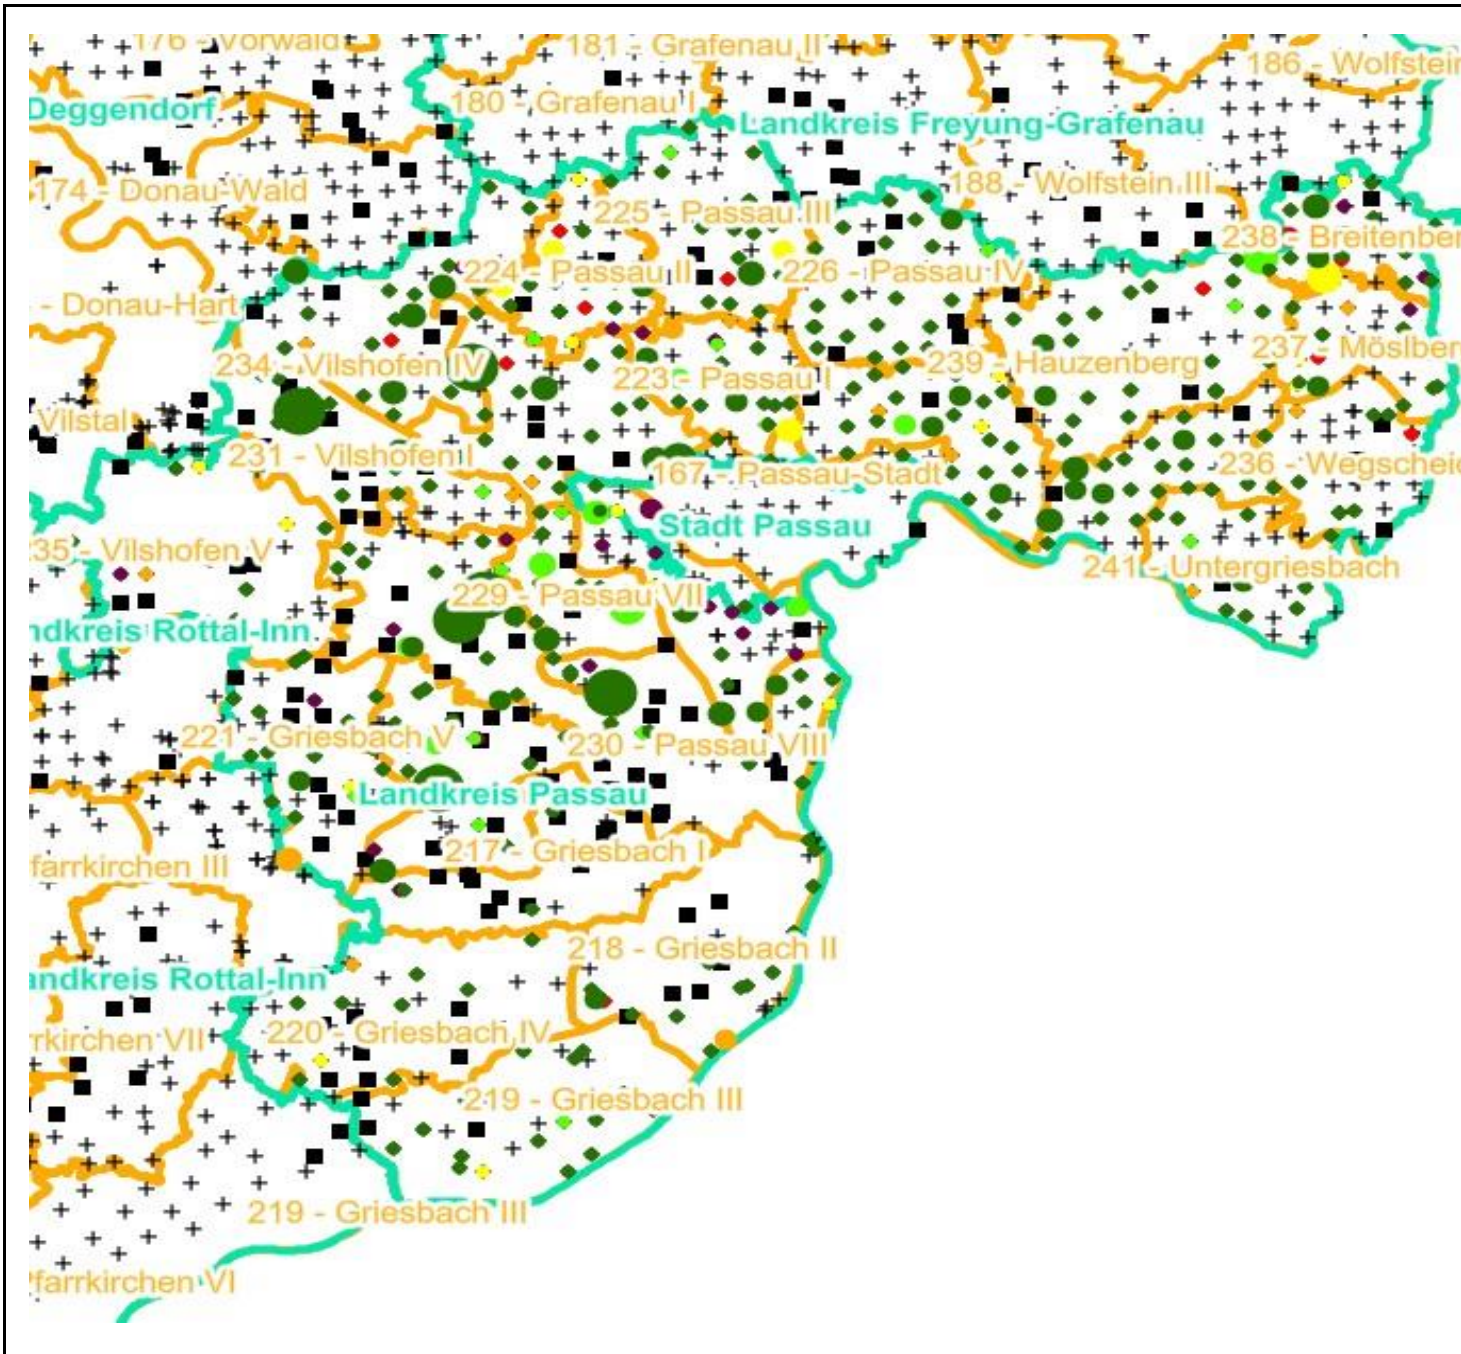 176 - Vorwald
181 - Grafenau II
186 - Wolfstein
180 - Grafenau I
Deggendorf
Landkreis Freyung-Grafenau
174 - Donau-Wald
188 - Wolfstein III
225 - Passau III
238 - Breitenber
224 - Passau II
226 - Passau IV
- Donau-Hart
237 - Möslber
234 - Vilshofen IV
239 - Hauzenberg
223 - Passau I
Vilstal
231 - Vilshofen I
236 - Wegscheid
167 - Passau-Stadt
Stadt Passau
35 - Vilshofen V
241 - Untergriesbach
229 - Passau VII
ndkreis Rottal-Inn
221 - Griesbach V
230 - Passau VIII
Landkreis Passau
217 - Griesbach I
farrkirchen III
218 - Griesbach II
andkreis Rottal-Inn
220 - Griesbach IV
rrkirchen VII
219 - Griesbach III
219 - Griesbach III
Pfarrkirchen VI